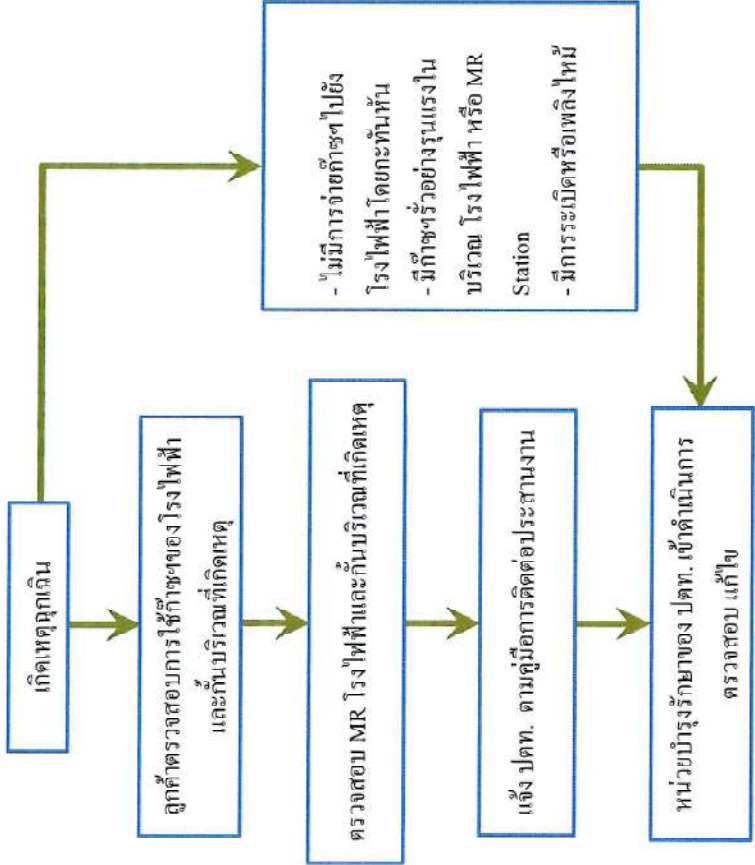 เกิดเหตุฉุกเฉิน
ลูกค้าตรวจสอบการใช้ก๊าซฯของโรงไฟฟ้า
และกั้นบริเวณที่เกิดเหตุ
ตรวจสอบ MR โรงไฟฟ้าและกั้นบริเวณที่เกิดเหตุ
แจ้ง ปตท. ตามคู่มือการติดต่อประสานงาน
หน่วยบำรุงรักษาของ ปตท. เข้าดำเนินการ
ตรวจสอบ แก้ไข
- ไม่มีการจ่ายก๊าซฯไปยัง
โรงไฟฟ้าโดยกะทันหัน
- มีก๊าซฯรั่วอย่างรุนแรงใน
บริเวณ โรงไฟฟ้า หรือ MR
Station
- มีการระเบิดหรือเพลิงไหม้